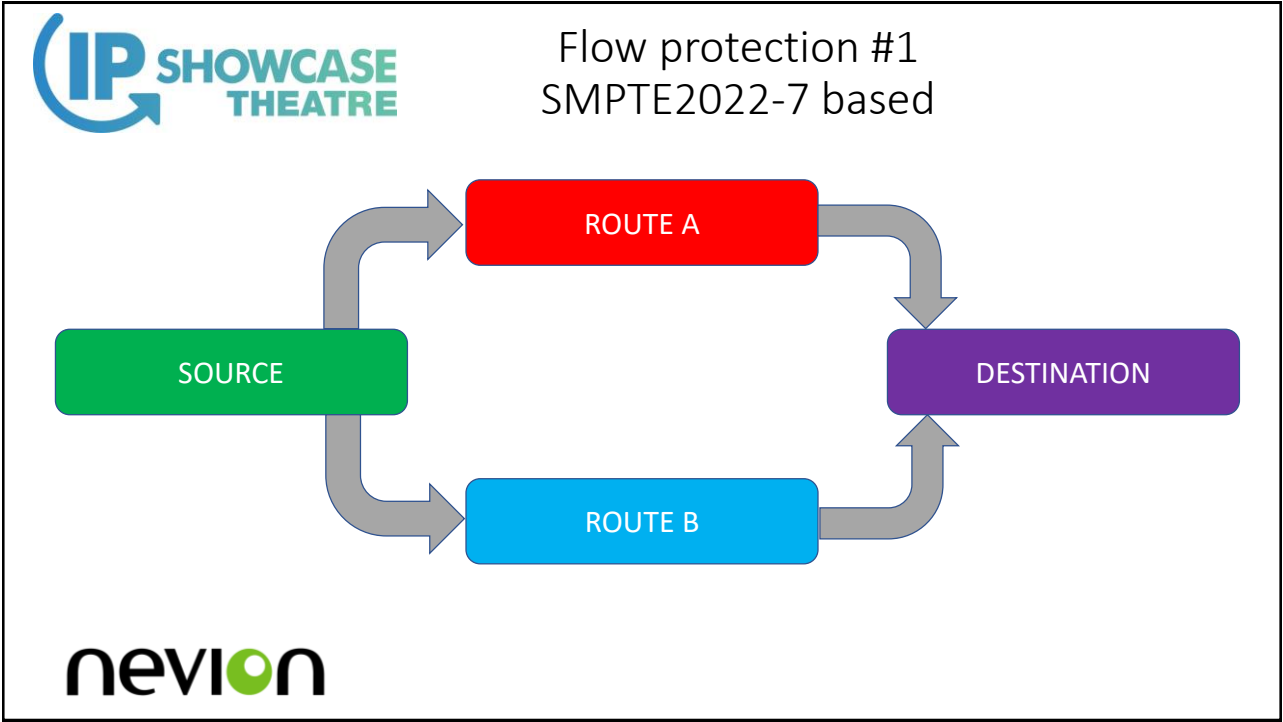 IP SHOWCASE
THEATRE
Flow protection #1
SMPTE2022-7 based
ROUTE A
SOURCE
DESTINATION
ROUTE B
nevion